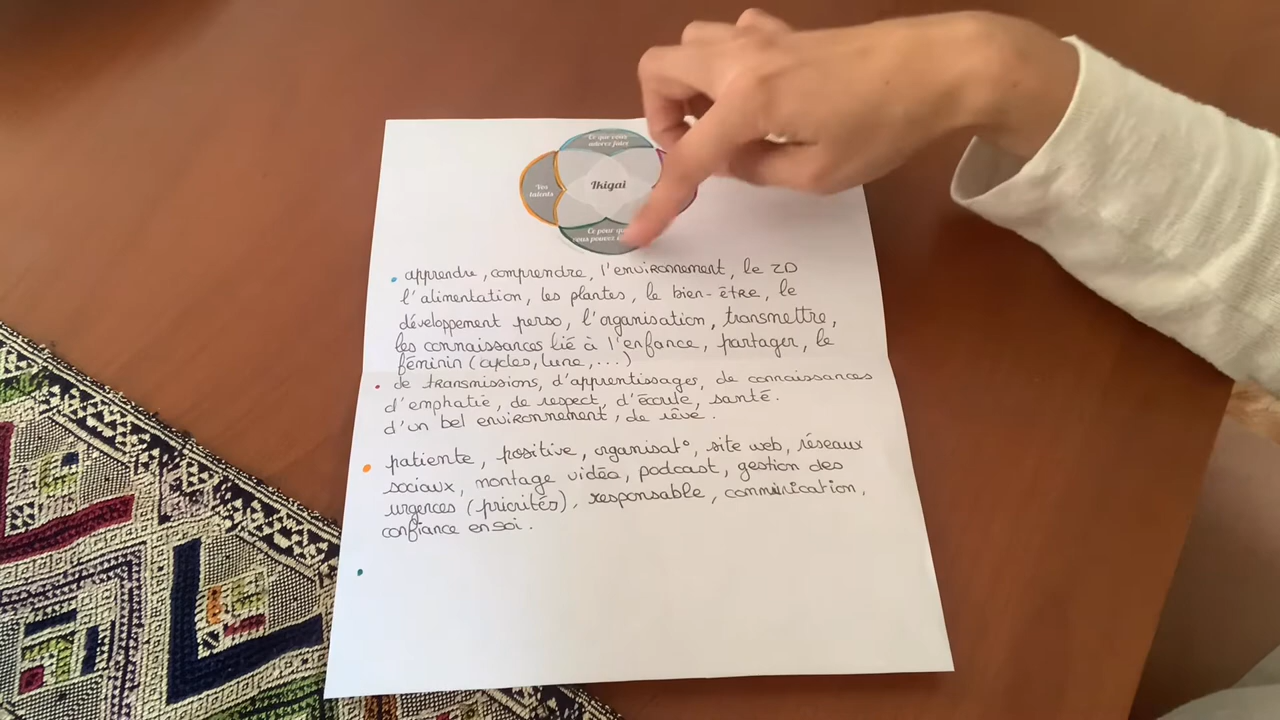 Ce que vous
adorez faire
Vos
talents
Ikigai
Ce pour
vous pouvez
apprendre, comprendre, l'environnement, le ZD
l'alimentation, les plantes, le bien-être, le
développement perso, l'organisation, transmettre,
les connaissances lié à l'enfance, partager, le
féminin (cycles, lune, ...)
de transmissions, d'apprentissages, de connaissances
d'emphatie, de respect, d'écoute, santé.
d'un bel environnement, de rêve.
patiente, positive, organisat°, site web, réseaux
sociaux, montage vidéo, podcast, gestion des
urgences (priorités), responsable, communication,
confiance en soi.